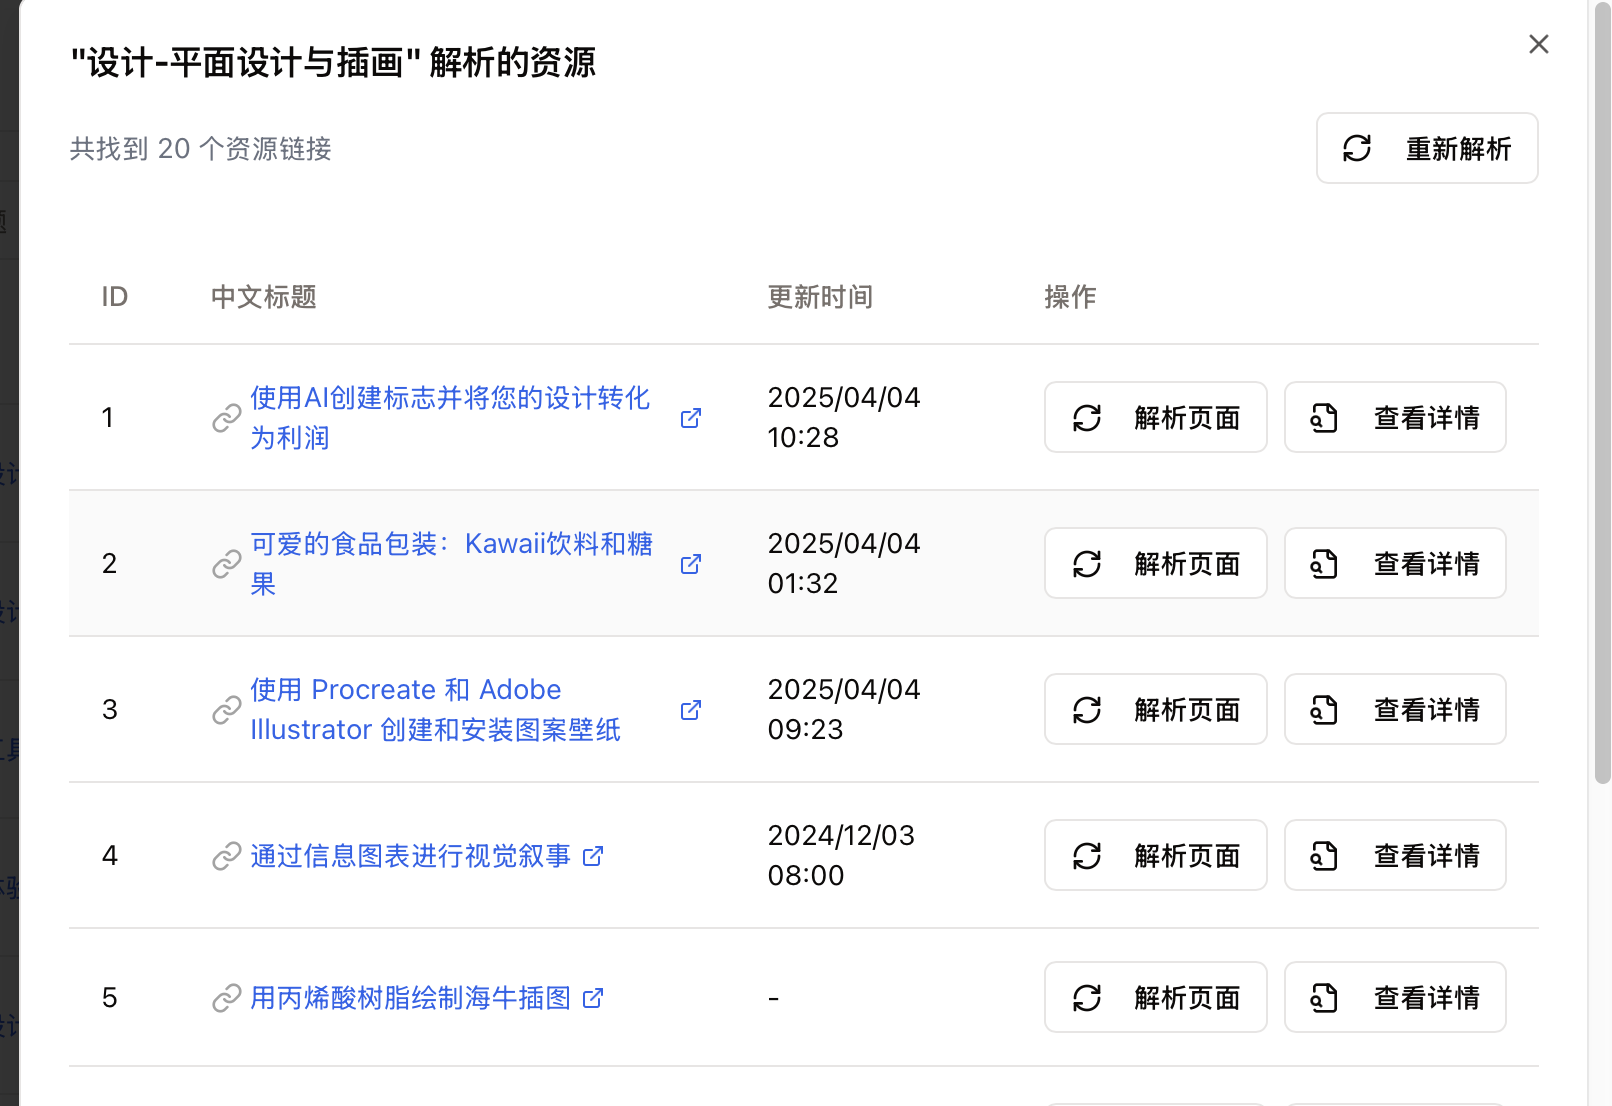 "设计-平面设计与插画" 解析的资源
共找到 20 个资源链接
重新解析
ID 中文标题 更新时间 操作
1 使用AI创建标志并将您的设计转化
为利润
2025/04/04
10:28
解析页面 查看详情
2 可爱的食品包装：Kawaii饮料和糖
果
2025/04/04
01:32
解析页面 查看详情
3 使用 Procreate 和 Adobe
Illustrator 创建和安装图案壁纸
2025/04/04
09:23
解析页面 查看详情
4 通过信息图表进行视觉叙事
2024/12/03
08:00
解析页面 查看详情
5 用丙烯酸树脂绘制海牛插图 -
解析页面 查看详情